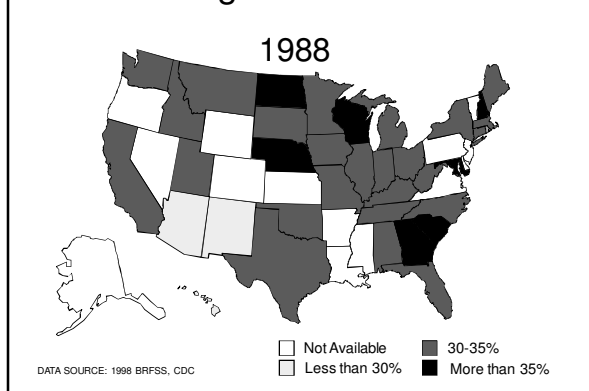 1988
Not Available
30-35%
Less than 30%
More than 35%
DATA SOURCE: 1998 BRFSS, CDC